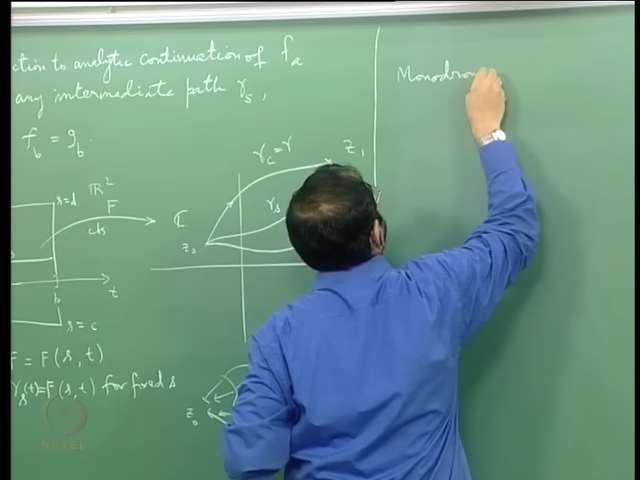 ction to analytic continuation of f_a
any intermediate path γ_s,
f_b = g_b.
s=d
ℝ²
F
cts
t
b
s=c
F = F(s,t)
γ_s(t)=F(s,t) for fixed s
ℂ
γ_c=γ
z_1
γ_s
z_0
z_0
Monodrom
NPTEL